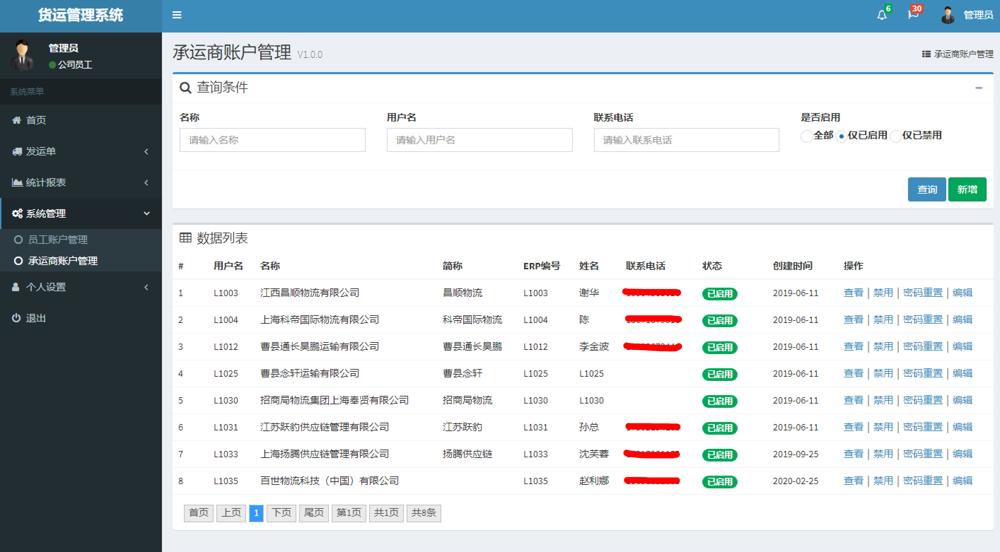 货运管理系统
6
30
管理员
管理员
公司员工
系统菜单
首页
发运单
统计报表
系统管理
员工账户管理
承运商账户管理
个人设置
退出
承运商账户管理 V1.0.0
承运商账户管理
查询条件
名称 用户名 联系电话 是否启用
请输入名称 请输入用户名 请输入联系电话 全部 仅已启用 仅已禁用
查询 新增
数据列表
# 用户名 名称 简称 ERP编号 姓名 联系电话 状态 创建时间 操作
1 L1003 江西昌顺物流有限公司 昌顺物流 L1003 谢华 已启用 2019-06-11 查看 | 禁用 | 密码重置 | 编辑
2 L1004 上海科帝国际物流有限公司 科帝国际物流 L1004 陈 已启用 2019-06-11 查看 | 禁用 | 密码重置 | 编辑
3 L1012 曹县通长昊鹏运输有限公司 曹县通长昊鹏 L1012 李金波 已启用 2019-06-11 查看 | 禁用 | 密码重置 | 编辑
4 L1025 曹县念轩运输有限公司 曹县念轩 L1025 L1025 已启用 2019-06-11 查看 | 禁用 | 密码重置 | 编辑
5 L1030 招商局物流集团上海奉贤有限公司 招商局物流 L1030 L1030 已启用 2019-06-11 查看 | 禁用 | 密码重置 | 编辑
6 L1031 江苏跃豹供应链管理有限公司 江苏跃豹 L1031 孙总 已启用 2019-06-11 查看 | 禁用 | 密码重置 | 编辑
7 L1033 上海扬腾供应链管理有限公司 扬腾供应链 L1033 沈芙蓉 已启用 2019-09-25 查看 | 禁用 | 密码重置 | 编辑
8 L1035 百世物流科技（中国）有限公司 L1035 赵利娜 已启用 2020-02-25 查看 | 禁用 | 密码重置 | 编辑
首页 上页 1 下页 尾页 第1页 共1页 共8条